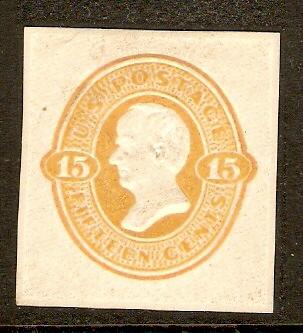 U.S. POSTAGE
15 15
FIFTEEN CENTS